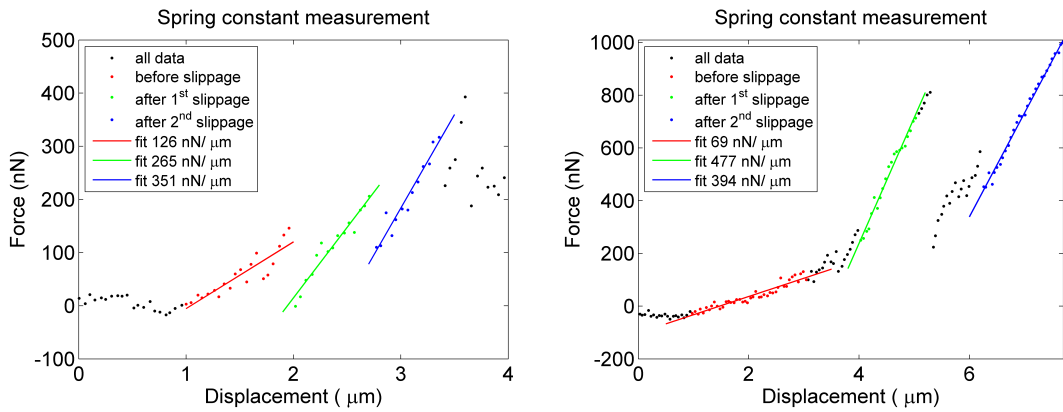 Spring constant measurement
500
400
300
200
100
0
-100
Force (nN)
all data
before slippage
after 1st slippage
after 2nd slippage
fit 126 nN/ μm
fit 265 nN/ μm
fit 351 nN/ μm
0 1 2 3 4
Displacement ( μm)
Spring constant measurement
1000
800
600
400
200
0
-200
Force (nN)
all data
before slippage
after 1st slippage
after 2nd slippage
fit 69 nN/ μm
fit 477 nN/ μm
fit 394 nN/ μm
0 2 4 6
Displacement ( μm)